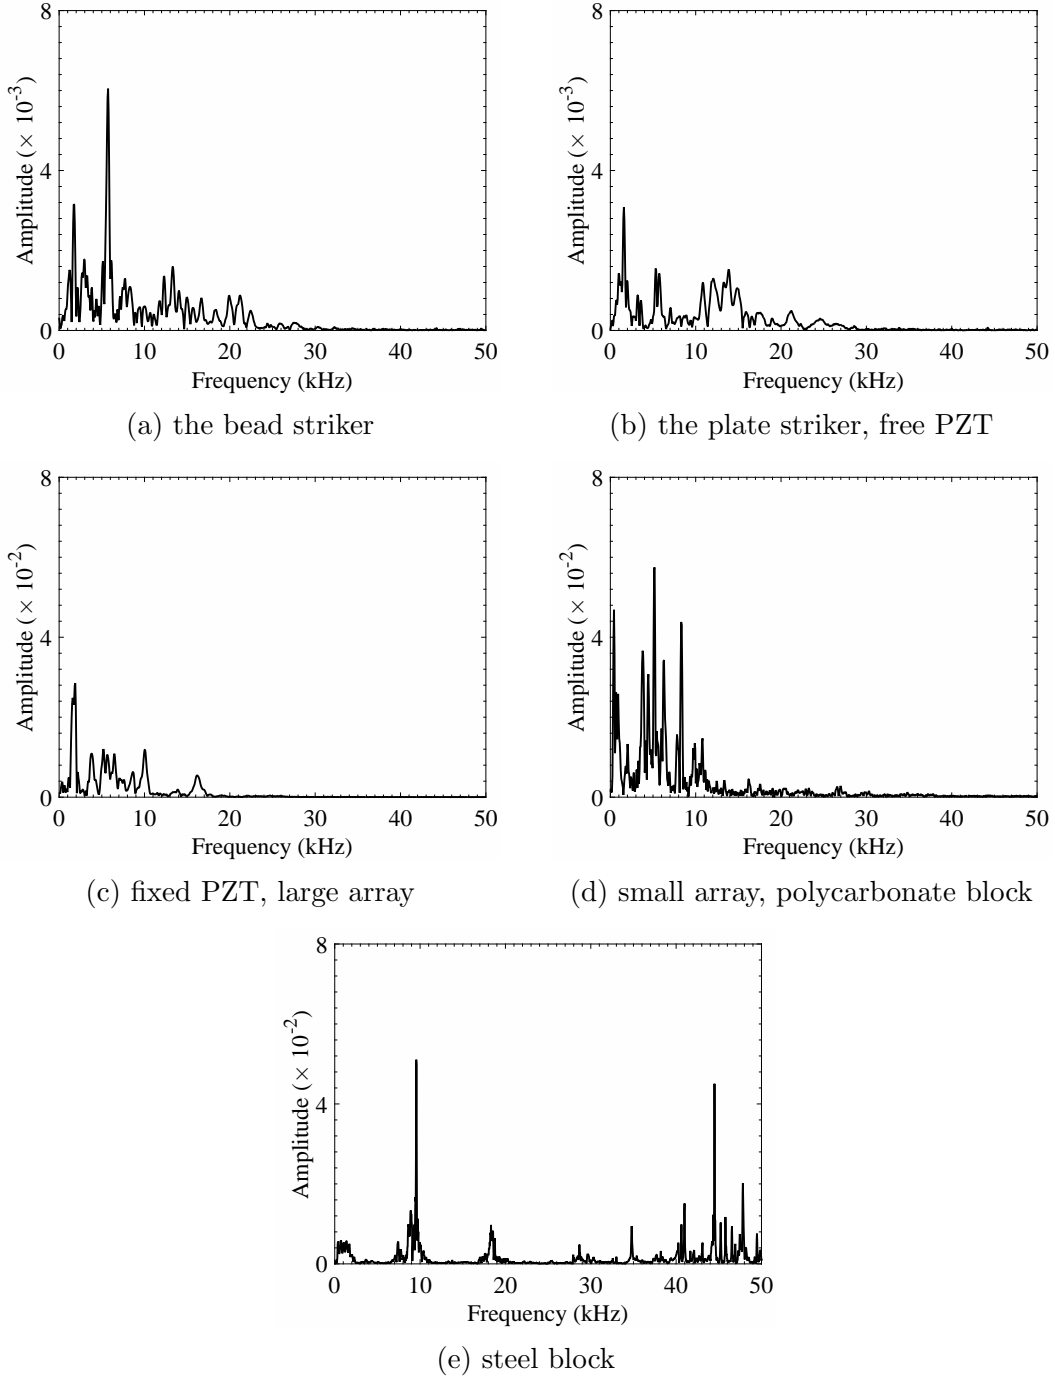 8
4
0
Amplitude (× 10-3)
0 10 20 30 40 50
Frequency (kHz)
(a) the bead striker
8
4
0
Amplitude (× 10-3)
0 10 20 30 40 50
Frequency (kHz)
(b) the plate striker, free PZT
8
4
0
Amplitude (× 10-2)
0 10 20 30 40 50
Frequency (kHz)
(c) fixed PZT, large array
8
4
0
Amplitude (× 10-2)
0 10 20 30 40 50
Frequency (kHz)
(d) small array, polycarbonate block
8
4
0
Amplitude (× 10-2)
0 10 20 30 40 50
Frequency (kHz)
(e) steel block